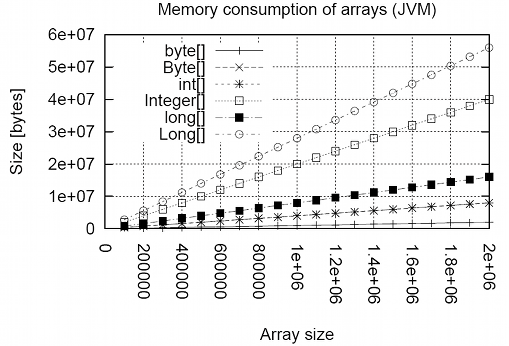 Memory consumption of arrays (JVM)
6e+07
5e+07
4e+07
3e+07
2e+07
1e+07
0
Size [bytes]
byte[]
Byte[]
int[]
Integer[]
long[]
Long[]
0
200000
400000
600000
800000
1e+06
1.2e+06
1.4e+06
1.6e+06
1.8e+06
2e+06
Array size